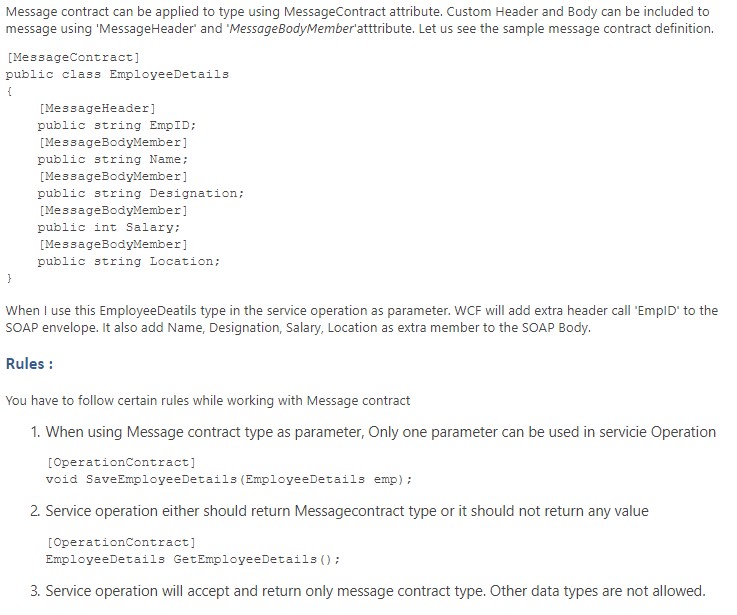 Message contract can be applied to type using MessageContract attribute. Custom Header and Body can be included to
message using 'MessageHeader' and 'MessageBodyMember'atttribute. Let us see the sample message contract definition.
[MessageContract]
public class EmployeeDetails
{
[MessageHeader]
public string EmpID;
[MessageBodyMember]
public string Name;
[MessageBodyMember]
public string Designation;
[MessageBodyMember]
public int Salary;
[MessageBodyMember]
public string Location;
}
When I use this EmployeeDeatils type in the service operation as parameter. WCF will add extra header call 'EmpID' to the
SOAP envelope. It also add Name, Designation, Salary, Location as extra member to the SOAP Body.
Rules :
You have to follow certain rules while working with Message contract
1. When using Message contract type as parameter, Only one parameter can be used in servicie Operation
[OperationContract]
void SaveEmployeeDetails(EmployeeDetails emp);
2. Service operation either should return Messagecontract type or it should not return any value
[OperationContract]
EmployeeDetails GetEmployeeDetails();
3. Service operation will accept and return only message contract type. Other data types are not allowed.